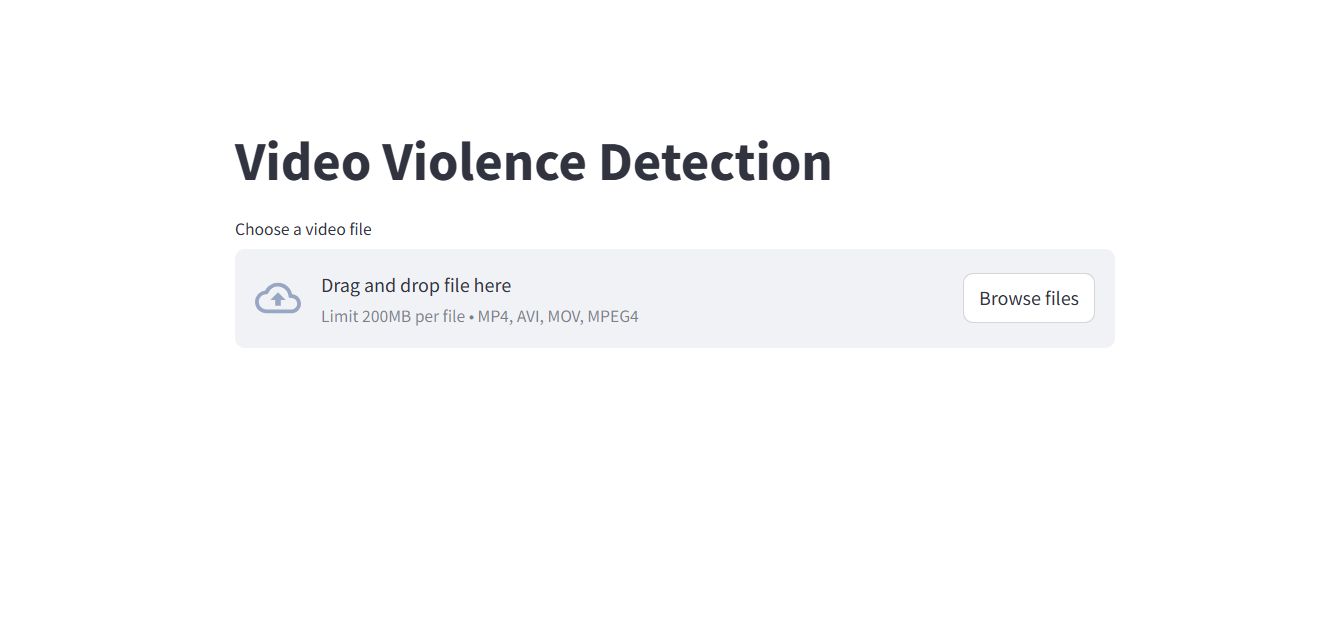 Video Violence Detection
Choose a video file
Drag and drop file here
Limit 200MB per file • MP4, AVI, MOV, MPEG4
Browse files